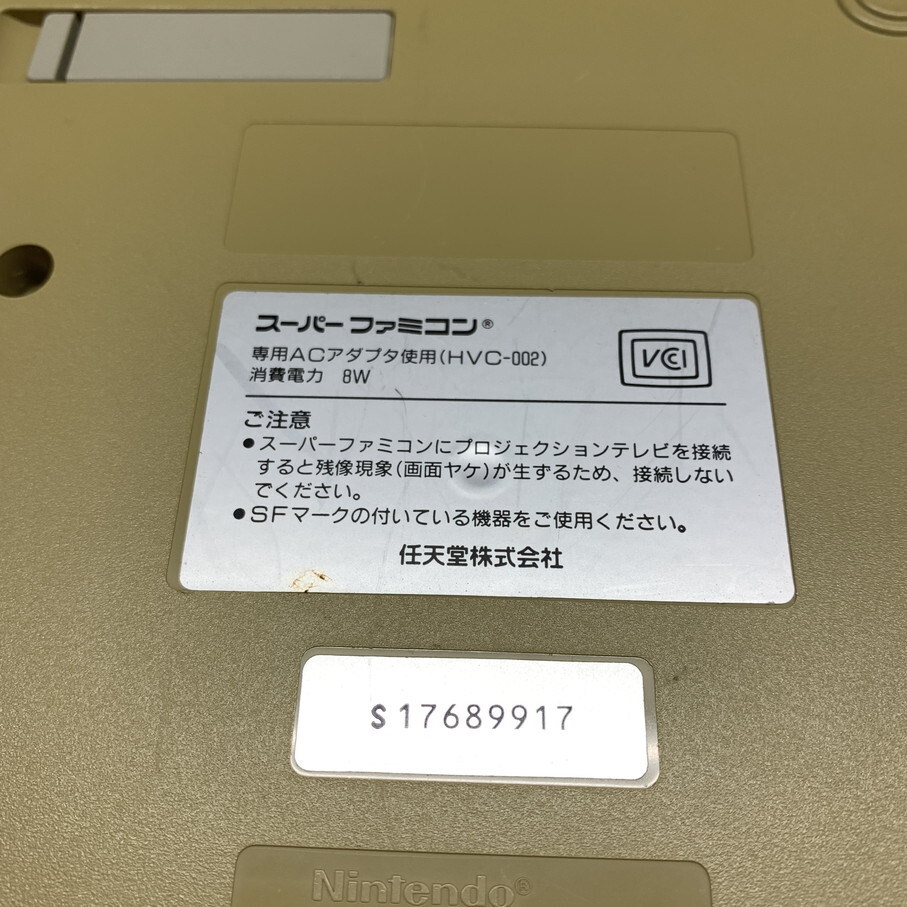 スーパーファミコン®
専用ACアダプタ使用(HVC-002)
消費電力 8W
VCI
ご注意
●スーパーファミコンにプロジェクションテレビを接続
すると残像現象(画面ヤケ)が生ずるため、接続しない
でください。
●SFマークの付いている機器をご使用ください。
任天堂株式会社
S17689917
Nintendo®